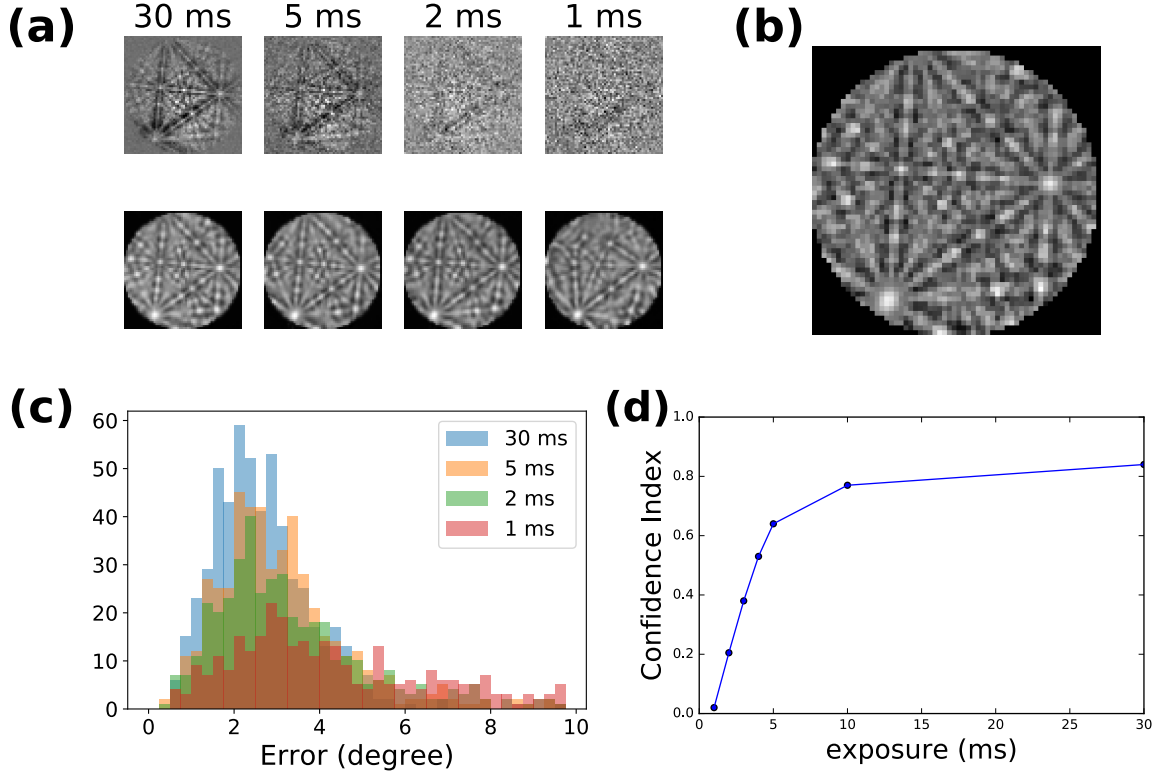 (a)
30 ms 5 ms 2 ms 1 ms
(b)
(c)
60
50
40
30
20
10
0
0 2 4 6 8 10
Error (degree)
30 ms
5 ms
2 ms
1 ms
(d)
Confidence Index
1.0
0.8
0.6
0.4
0.2
0.0
0 5 10 15 20 25 30
exposure (ms)